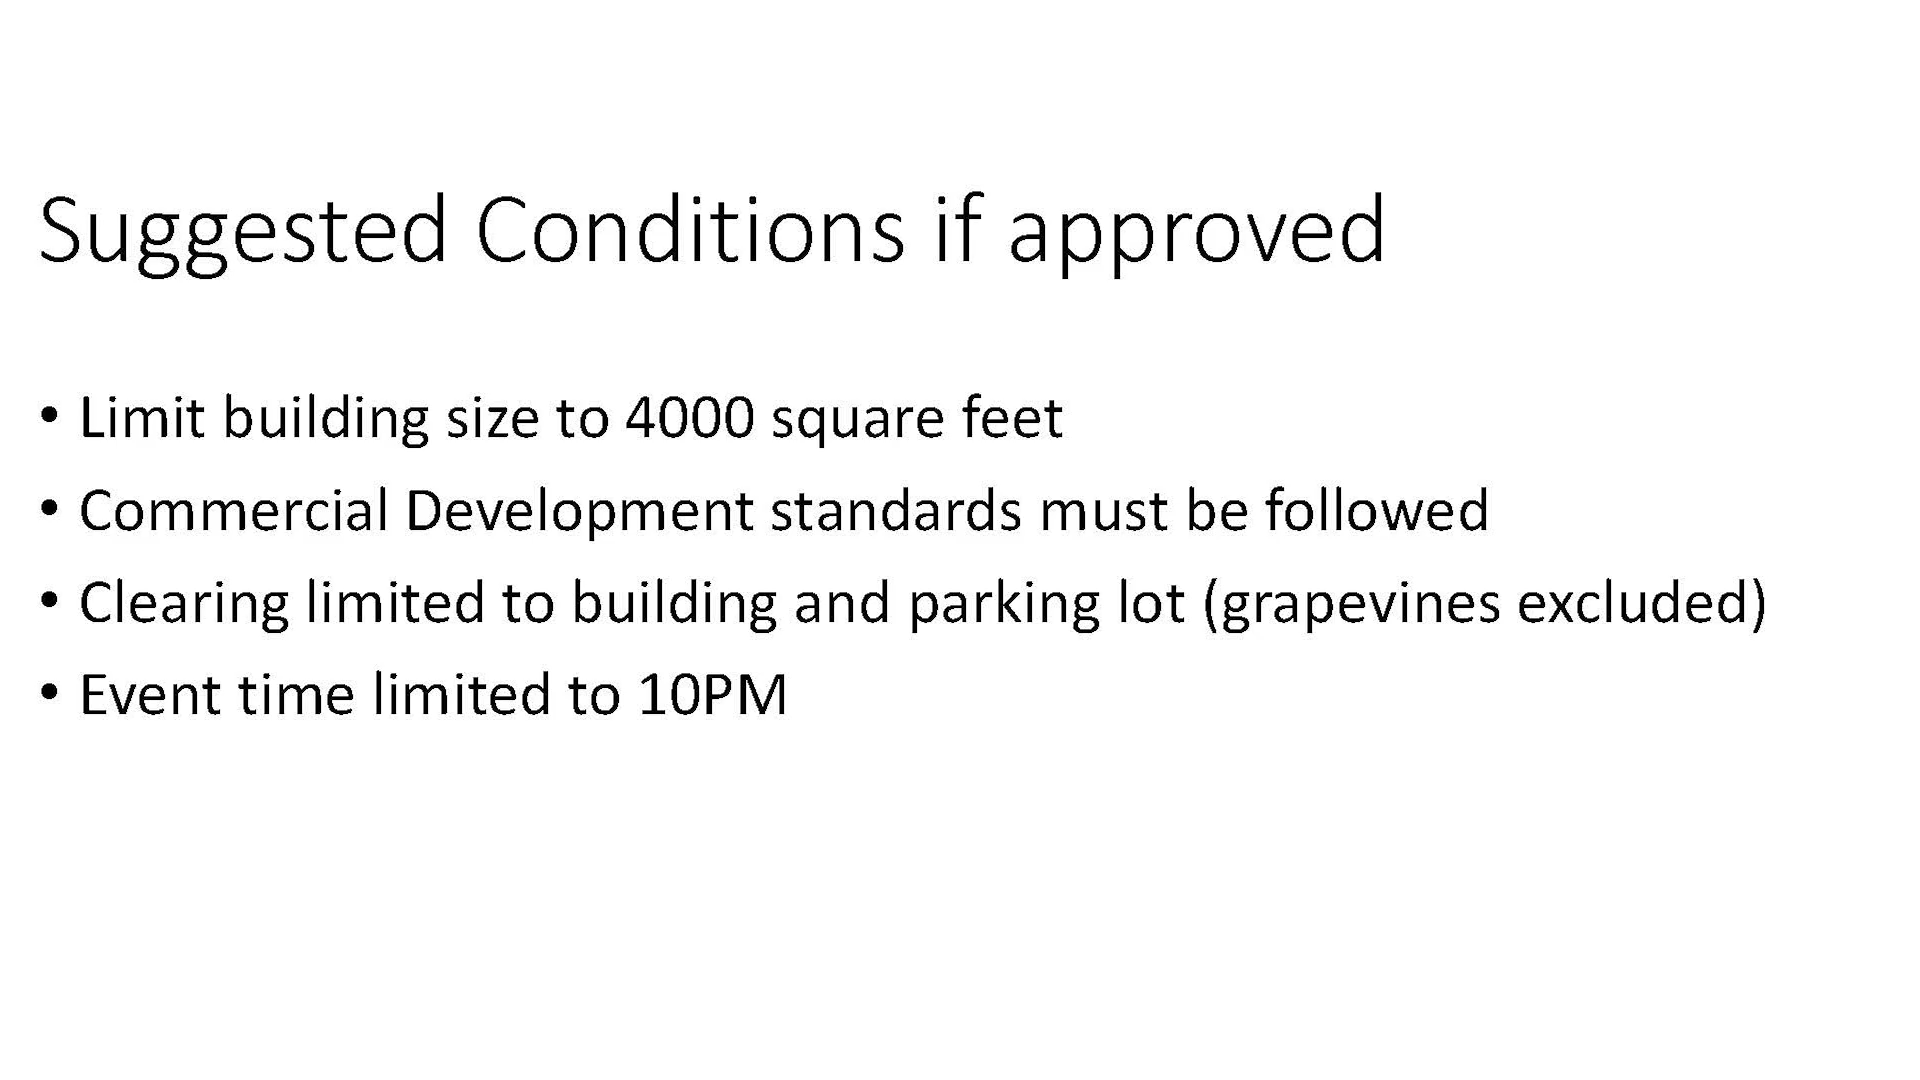 Suggested Conditions if approved
• Limit building size to 4000 square feet
• Commercial Development standards must be followed
• Clearing limited to building and parking lot (grapevines excluded)
• Event time limited to 10PM